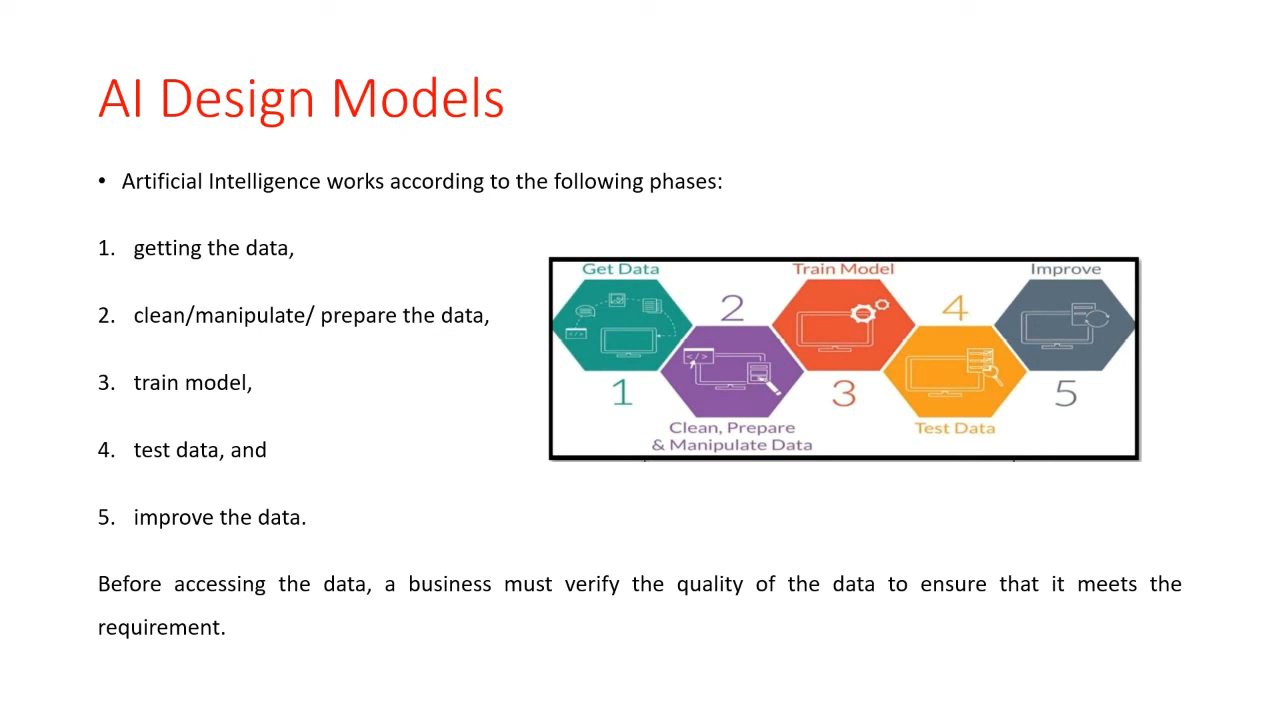 AI Design Models
• Artificial Intelligence works according to the following phases:
1. getting the data,
2. clean/manipulate/ prepare the data,
3. train model,
4. test data, and
5. improve the data.
Get Data
Train Model
Improve
2
4
</>
</>
1
3
5
Clean, Prepare
& Manipulate Data
Test Data
Before accessing the data, a business must verify the quality of the data to ensure that it meets the
requirement.